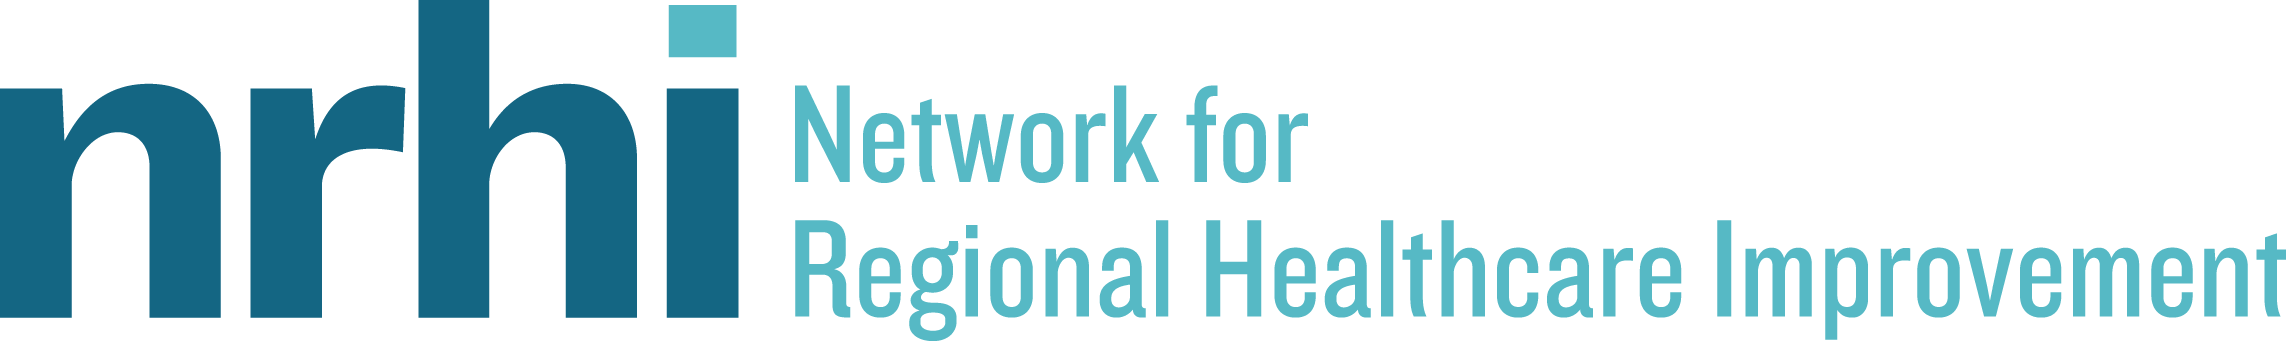 nrhi
Network for
Regional Healthcare Improvement